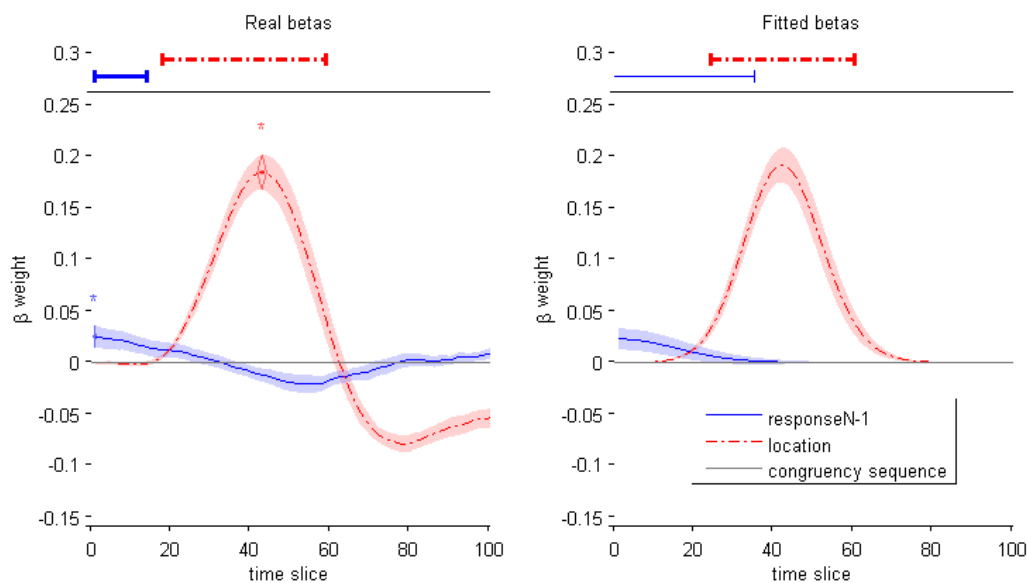 Real betas
0.3
0.25
0.2
0.15
0.1
0.05
0
-0.05
-0.1
-0.15
β weight
*
*
0 20 40 60 80 100
time slice
Fitted betas
0.3
0.25
0.2
0.15
0.1
0.05
0
-0.05
-0.1
-0.15
β weight
responseN-1
location
congruency sequence
0 20 40 60 80 100
time slice